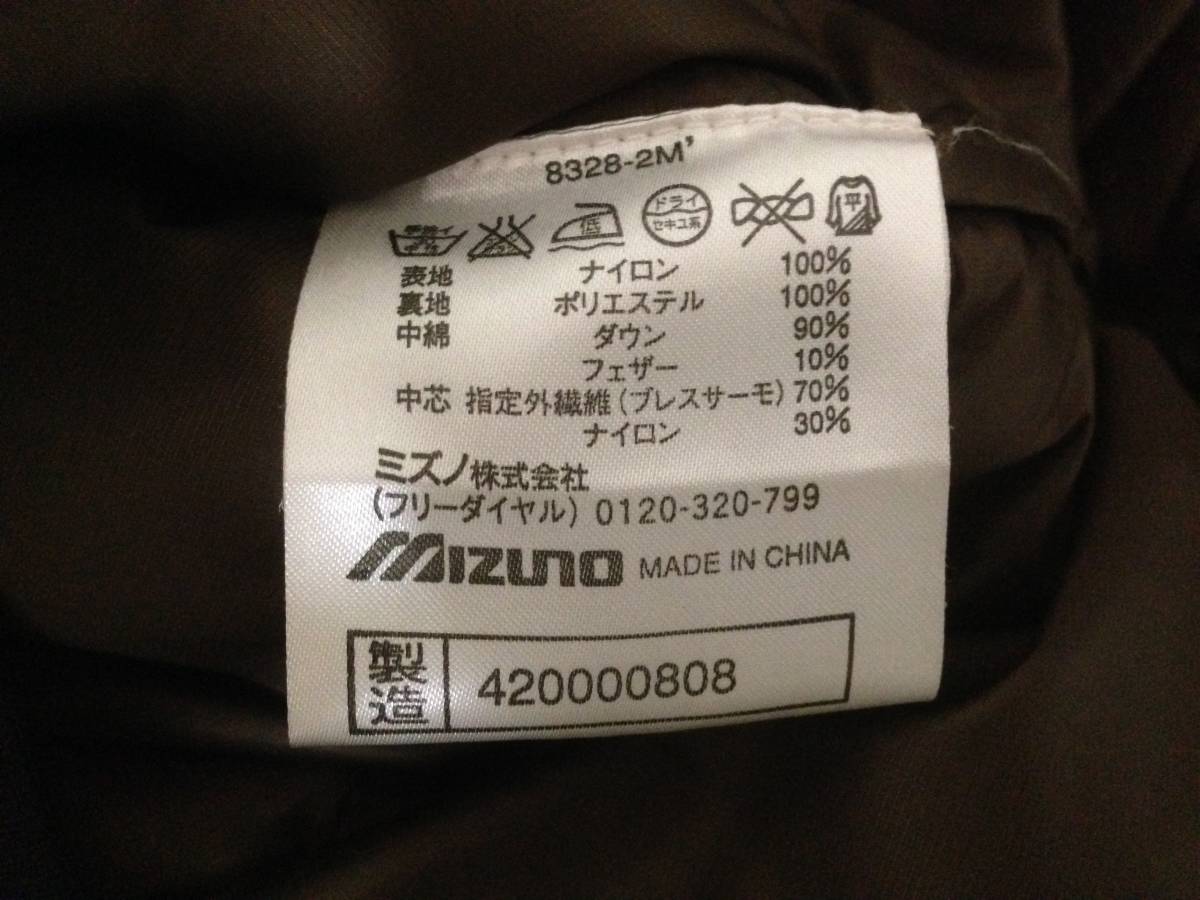 8328-2M'
低 ドライ セキユ系 平
表地 ナイロン 100%
裏地 ポリエステル 100%
中綿 ダウン 90%
フェザー 10%
中芯 指定外繊維(ブレスサーモ) 70%
ナイロン 30%
ミズノ株式会社
(フリーダイヤル) 0120-320-799
MIZUNO MADE IN CHINA
製造 420000808